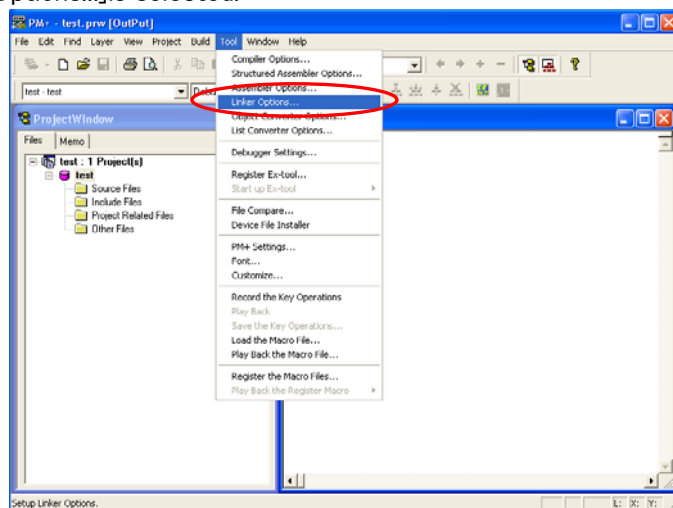 PM+ - test.prw [OutPut]
File Edit Find Layer View Project Build Tool Window Help
test - test
ProjectWindow
Files Memo
test : 1 Project(s)
test
Source Files
Include Files
Project Related Files
Other Files
Compiler Options...
Structured Assembler Options...
Assembler Options...
Linker Options...
Object Converter Options...
List Converter Options...
Debugger Settings...
Register Ex-tool...
Start up Ex-tool
File Compare...
Device File Installer
PM+ Settings...
Font...
Customize...
Record the Key Operations
Play Back
Save the Key Operations...
Load the Macro File...
Play Back the Macro File...
Register the Macro Files...
Play Back the Register Macro
Setup Linker Options.
L: X: Y: